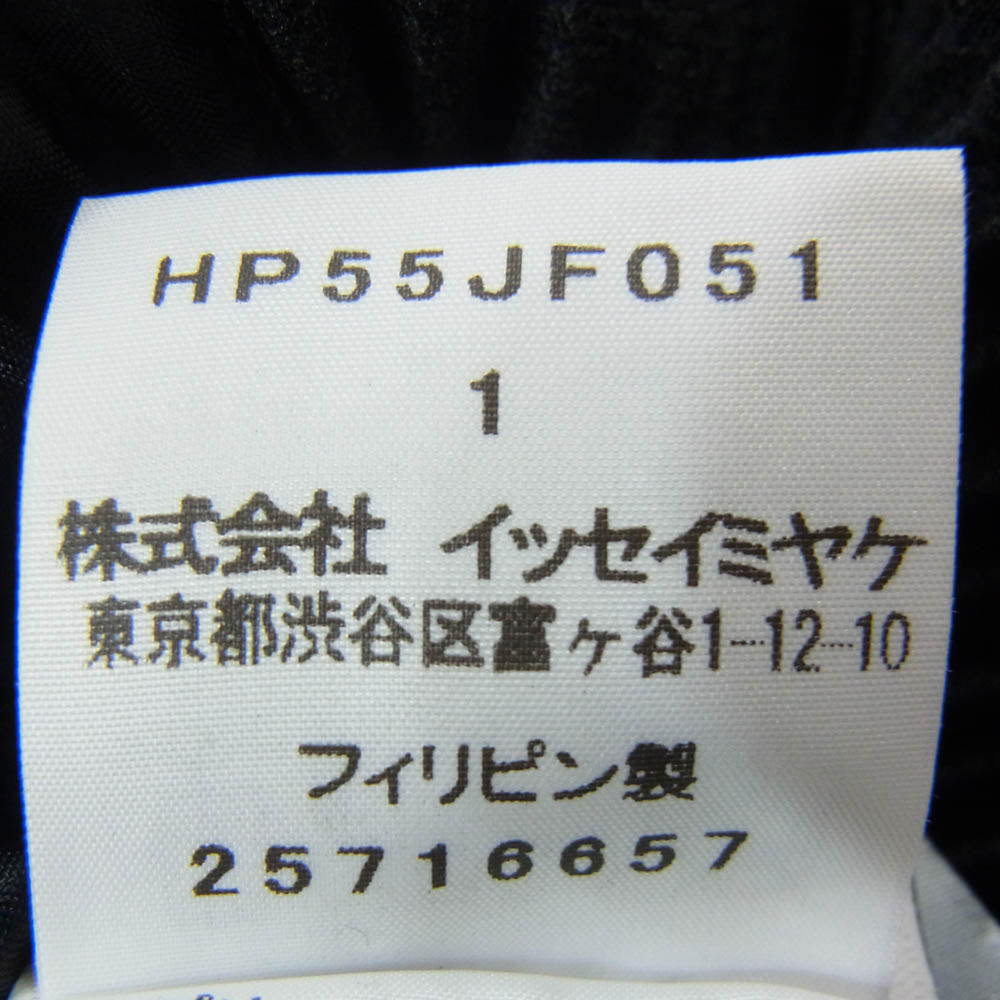 HP55JF051
1
株式会社 イッセイミヤケ
東京都渋谷区富ヶ谷1-12-10
フィリピン製
25716657